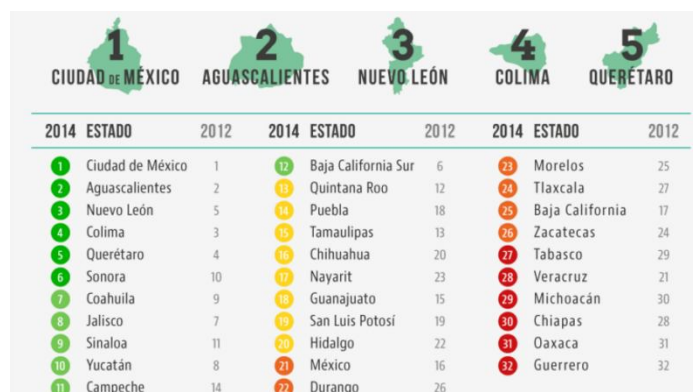 1 2 3 4 5
CIUDAD DE MÉXICO AGUASCALIENTES NUEVO LEÓN COLIMA QUERÉTARO
2014 ESTADO 2012 2014 ESTADO 2012 2014 ESTADO 2012
1 Ciudad de México 1 12 Baja California Sur 6 23 Morelos 25
2 Aguascalientes 2 13 Quintana Roo 12 24 Tlaxcala 27
3 Nuevo León 5 14 Puebla 18 25 Baja California 17
4 Colima 3 15 Tamaulipas 13 26 Zacatecas 24
5 Querétaro 4 16 Chihuahua 20 27 Tabasco 29
6 Sonora 10 17 Nayarit 23 28 Veracruz 21
7 Coahuila 9 18 Guanajuato 15 29 Michoacán 30
8 Jalisco 7 19 San Luis Potosí 19 30 Chiapas 28
9 Sinaloa 11 20 Hidalgo 22 31 Oaxaca 31
10 Yucatán 8 21 México 16 32 Guerrero 32
11 Campeche 14 22 Durango 26